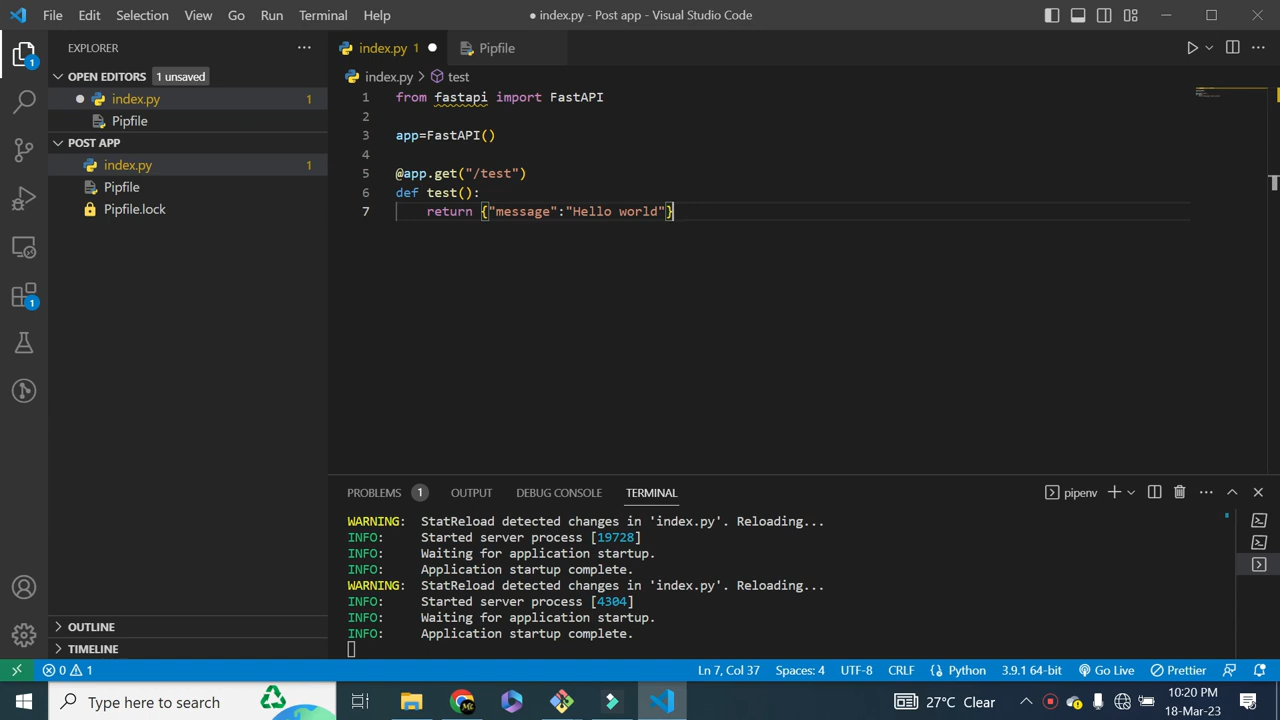 File Edit Selection View Go Run Terminal Help
● index.py - Post app - Visual Studio Code
EXPLORER
OPEN EDITORS 1 unsaved
index.py 1
Pipfile
POST APP
index.py 1
Pipfile
Pipfile.lock
OUTLINE
TIMELINE
1
1
index.py 1
Pipfile
index.py > test
1 from fastapi import FastAPI
2
3 app=FastAPI()
4
5 @app.get("/test")
6 def test():
7 return {"message":"Hello world"}
PROBLEMS 1 OUTPUT DEBUG CONSOLE TERMINAL
pipenv
WARNING: StatReload detected changes in 'index.py'. Reloading...
INFO: Started server process [19728]
INFO: Waiting for application startup.
INFO: Application startup complete.
WARNING: StatReload detected changes in 'index.py'. Reloading...
INFO: Started server process [4304]
INFO: Waiting for application startup.
INFO: Application startup complete.
0 1
Ln 7, Col 37 Spaces: 4 UTF-8 CRLF Python 3.9.1 64-bit Go Live Prettier
Type here to search
27°C Clear
10:20 PM
18-Mar-23